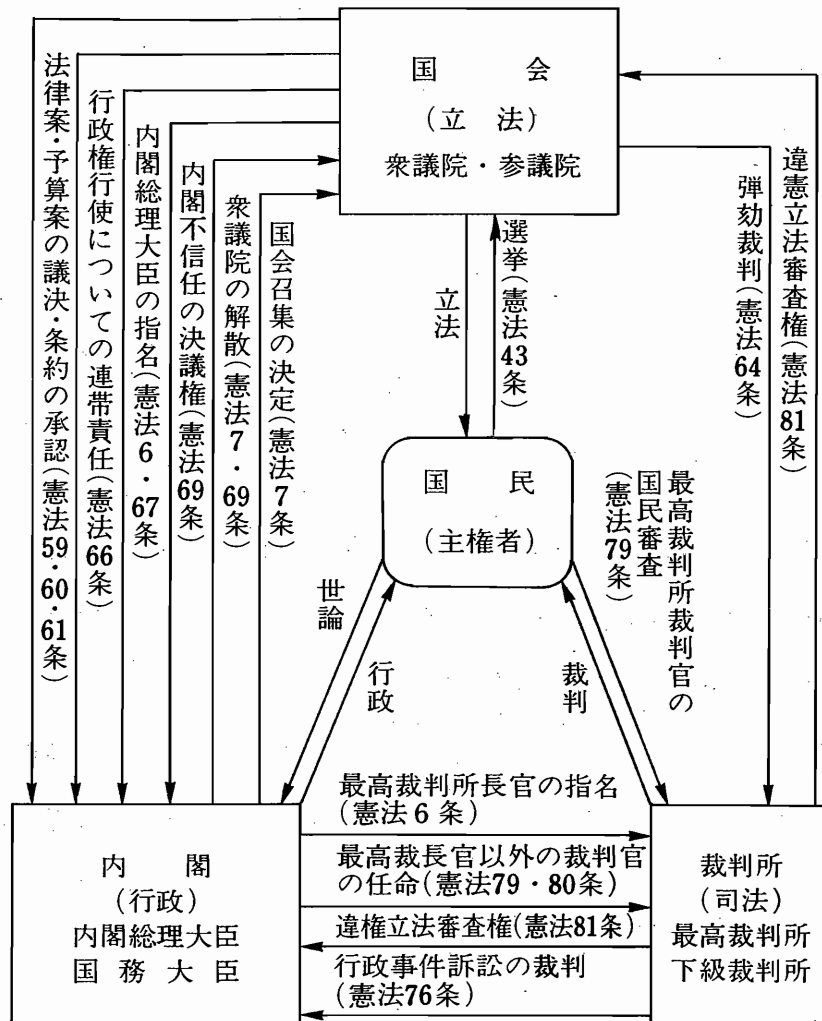 国会
(立法)
衆議院・参議院
法律案・予算案の議決・条約の承認(憲法59・60・61条)
行政権行使についての連帯責任(憲法66条)
内閣総理大臣の指名(憲法6・67条)
内閣不信任の決議権(憲法69条)
衆議院の解散(憲法7・69条)
国会召集の決定(憲法7条)
立法
選挙(憲法43条)
弾劾裁判(憲法64条)
違憲立法審査権(憲法81条)
国民
(主権者)
最高裁判所裁判官の
国民審査
(憲法79条)
世論
行政
裁判
最高裁判所長官の指名
(憲法6条)
最高裁長官以外の裁判官
の任命(憲法79・80条)
違権立法審査権(憲法81条)
行政事件訴訟の裁判
(憲法76条)
内閣
(行政)
内閣総理大臣
国務大臣
裁判所
(司法)
最高裁判所
下級裁判所